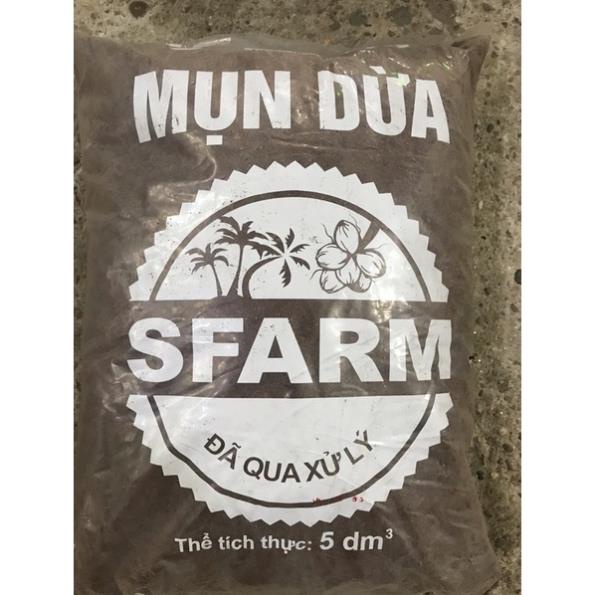 MỤN DỪA
SFARM
ĐÃ QUA XỬ LÝ
Thể tích thực: 5 dm³